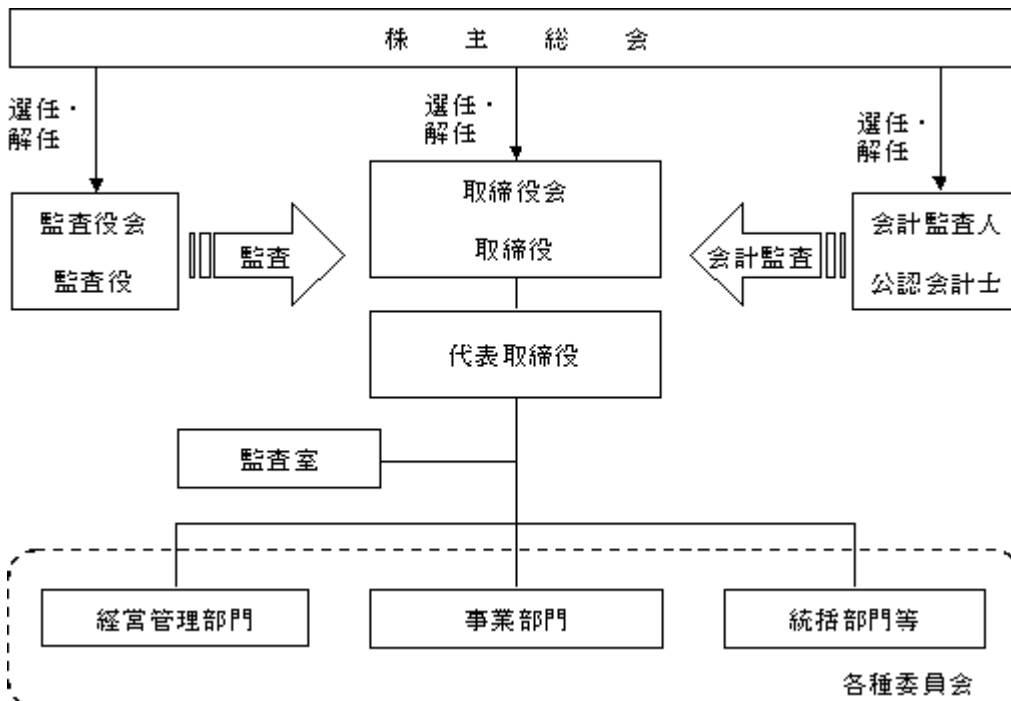 株主総会
選任・
解任
選任・
解任
選任・
解任
監査役会
監査役
監査
取締役会
取締役
会計監査
会計監査人
公認会計士
代表取締役
監査室
経営管理部門
事業部門
統括部門等
各種委員会